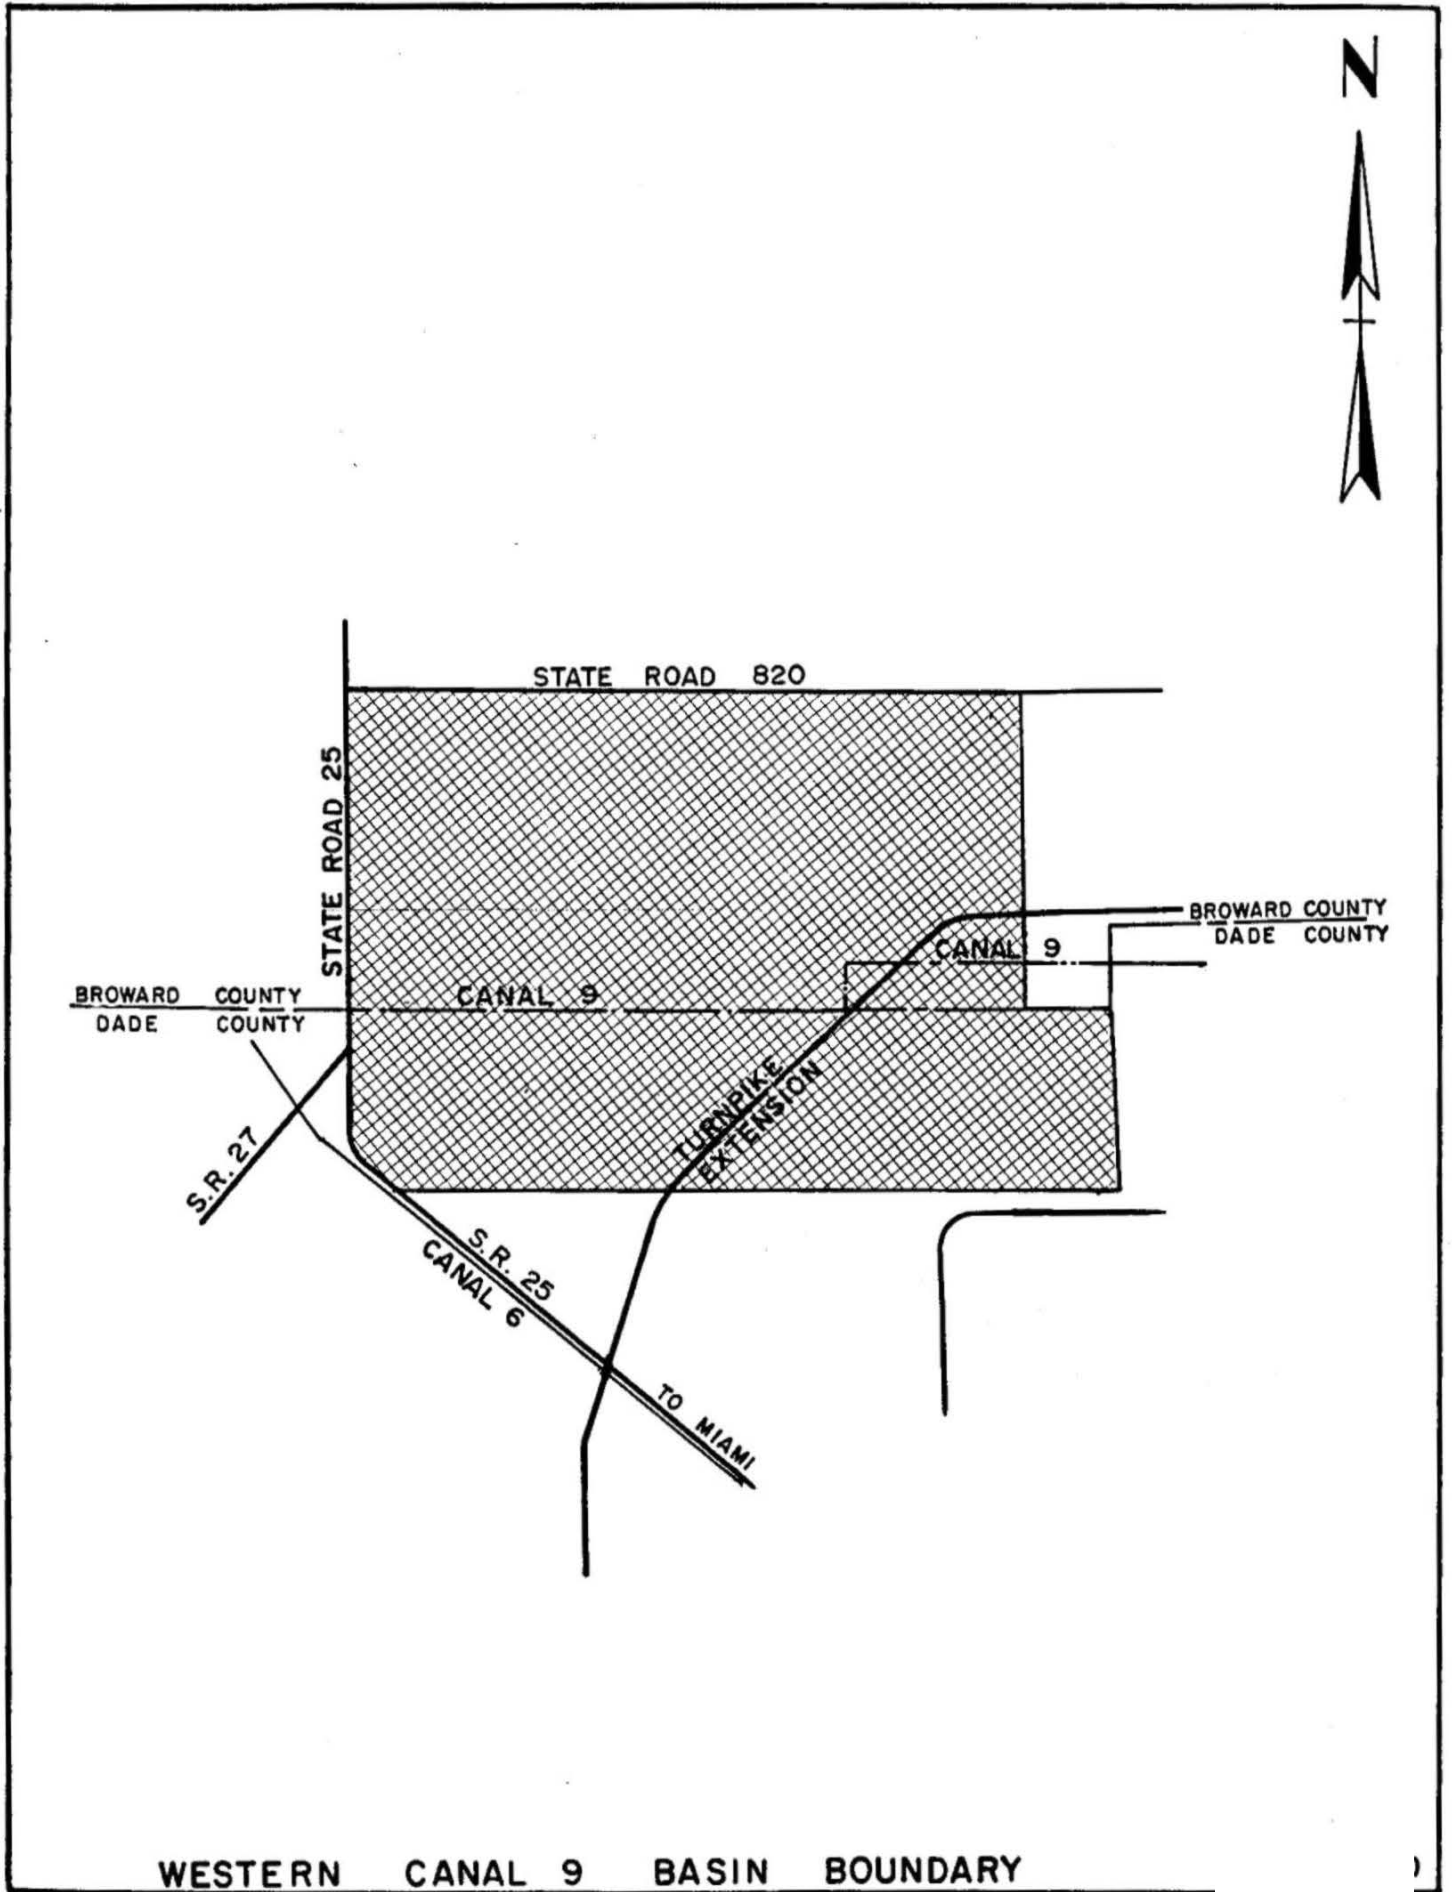 N
STATE ROAD 820
STATE ROAD 25
BROWARD COUNTY
DADE COUNTY
CANAL 9
BROWARD COUNTY
DADE COUNTY
CANAL 9
TURNPIKE
EXTENSION
S.R. 27
S.R. 25
CANAL 6
TO MIAMI
WESTERN CANAL 9 BASIN BOUNDARY